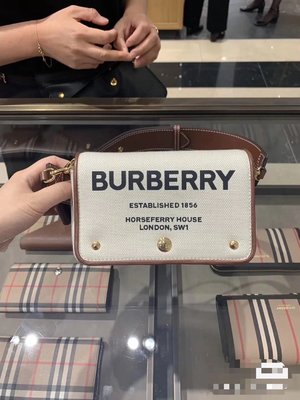 BURBERRY
ESTABLISHED 1856
HORSEFERRY HOUSE
LONDON, SW1